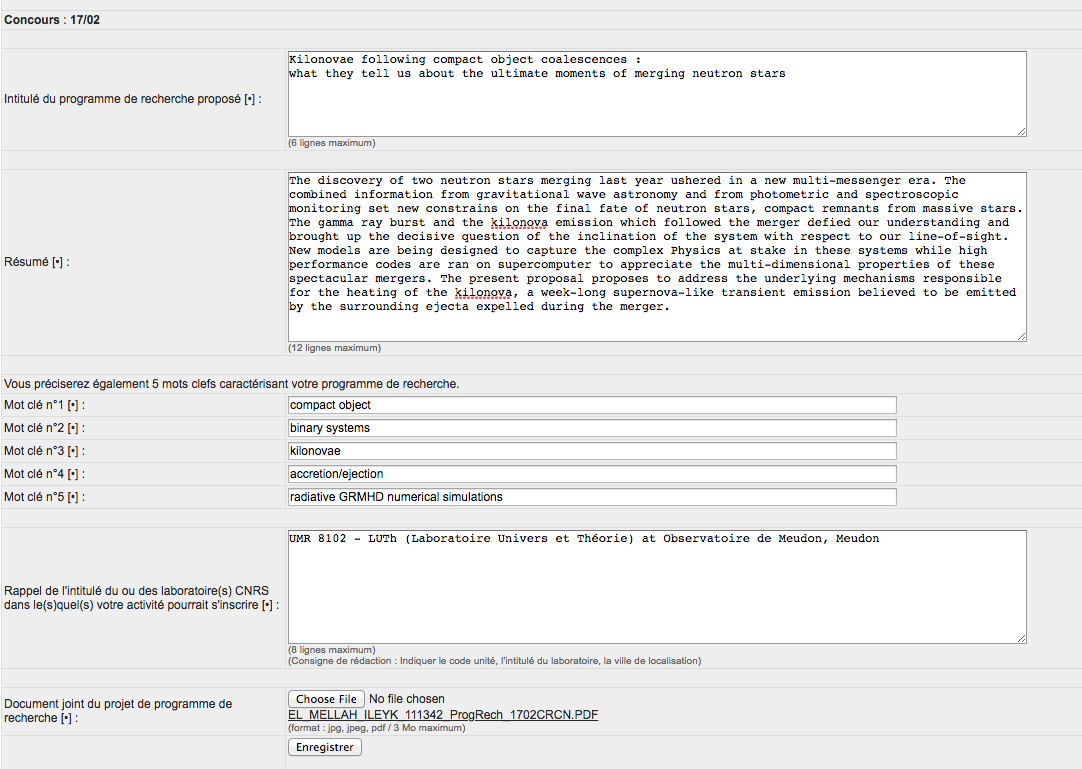 Concours : 17/02
Intitulé du programme de recherche proposé [•] :
Kilonovae following compact object coalescences :
what they tell us about the ultimate moments of merging neutron stars
(6 lignes maximum)
Résumé [•] :
The discovery of two neutron stars merging last year ushered in a new multi-messenger era. The
combined information from gravitational wave astronomy and from photometric and spectroscopic
monitoring set new constrains on the final fate of neutron stars, compact remnants from massive stars.
The gamma ray burst and the kilonova emission which followed the merger defied our understanding and
brought up the decisive question of the inclination of the system with respect to our line-of-sight.
New models are being designed to capture the complex Physics at stake in these systems while high
performance codes are ran on supercomputer to appreciate the multi-dimensional properties of these
spectacular mergers. The present proposal proposes to address the underlying mechanisms responsible
for the heating of the kilonova, a week-long supernova-like transient emission believed to be emitted
by the surrounding ejecta expelled during the merger.
(12 lignes maximum)
Vous préciserez également 5 mots clefs caractérisant votre programme de recherche.
Mot clé n°1 [•] : compact object
Mot clé n°2 [•] : binary systems
Mot clé n°3 [•] : kilonovae
Mot clé n°4 [•] : accretion/ejection
Mot clé n°5 [•] : radiative GRMHD numerical simulations
Rappel de l'intitulé du ou des laboratoire(s) CNRS
dans le(s)quel(s) votre activité pourrait s'inscrire [•] :
UMR 8102 - LUTh (Laboratoire Univers et Théorie) at Observatoire de Meudon, Meudon
(8 lignes maximum)
(Consigne de rédaction : Indiquer le code unité, l'intitulé du laboratoire, la ville de localisation)
Document joint du projet de programme de
recherche [•] :
Choose File No file chosen
EL_MELLAH_ILEYK_111342_ProgRech_1702CRCN.PDF
(format : jpg, jpeg, pdf / 3 Mo maximum)
Enregistrer